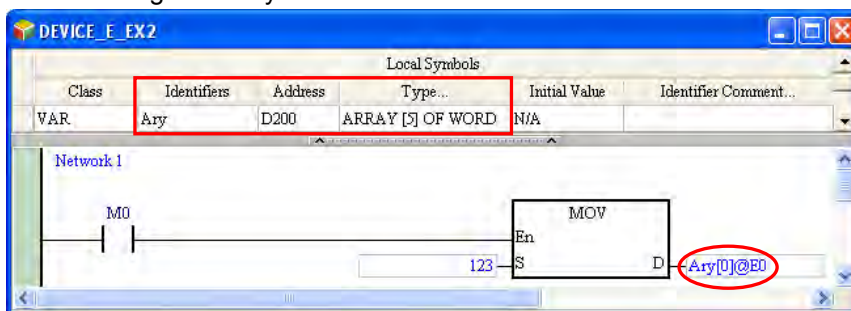 DEVICE_E_EX2
Local Symbols
Class Identifiers Address Type... Initial Value Identifier Comment...
VAR Ary D200 ARRAY [5] OF WORD N/A
Network 1
M0 MOV
En
123 S D Ary[0]@E0